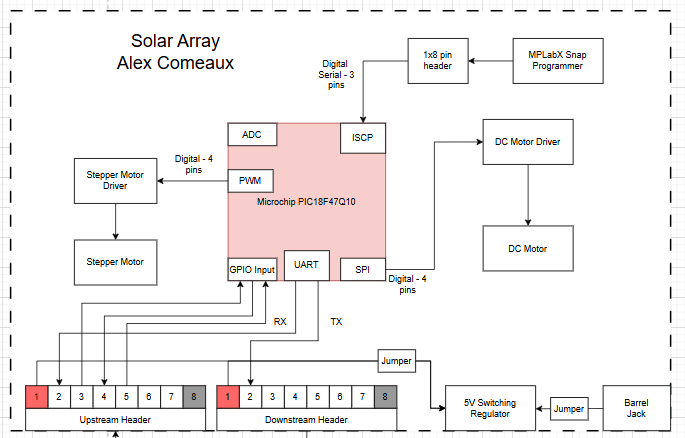 Solar Array
Alex Comeaux
Digital
Serial - 3
pins
1x8 pin
header
MPLabX Snap
Programmer
ADC
ISCP
Digital - 4
pins
DC Motor Driver
Stepper Motor
Driver
PWM
Microchip PIC18F47Q10
Stepper Motor
DC Motor
GPIO Input
UART
SPI
Digital - 4
pins
RX
TX
Jumper
1 2 3 4 5 6 7 8
Upstream Header
1 2 3 4 5 6 7 8
Downstream Header
5V Switching
Regulator
Jumper
Barrel
Jack